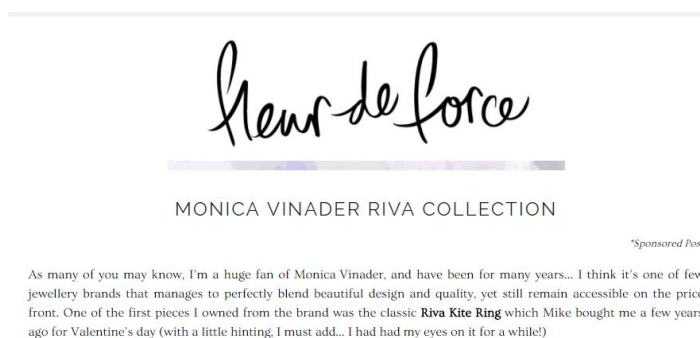 fleur de force
MONICA VINADER RIVA COLLECTION
*Sponsored Pos
As many of you may know, I'm a huge fan of Monica Vinader, and have been for many years... I think it's one of few
jewellery brands that manages to perfectly blend beautiful design and quality, yet still remain accessible on the price
front. One of the first pieces I owned from the brand was the classic Riva Kite Ring which Mike bought me a few years
ago for Valentine's day (with a little hinting, I must add... I had had my eyes on it for a while!)